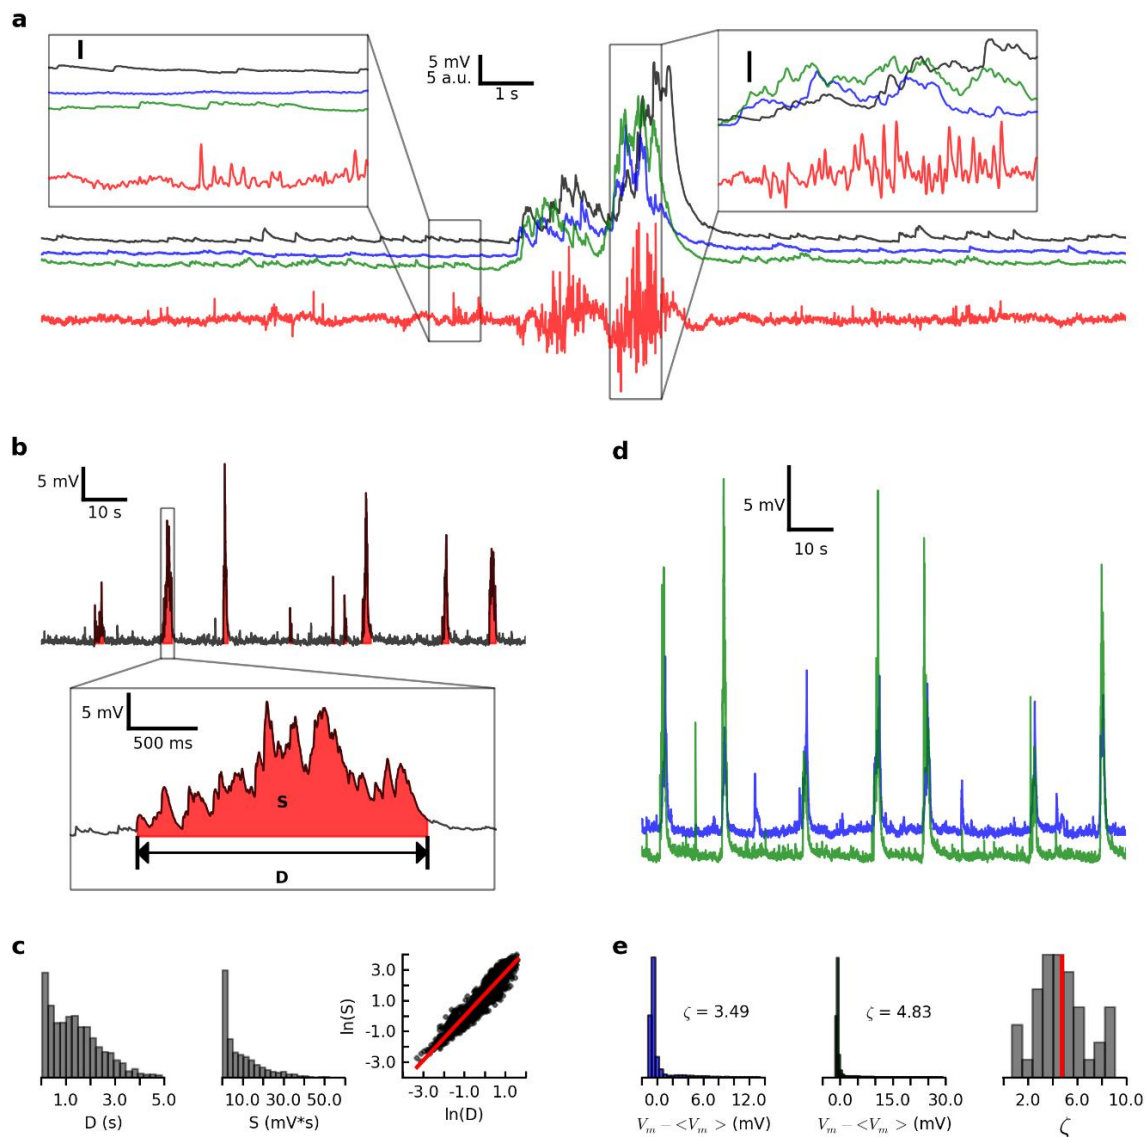 a
5 mV
5 a.u.
1 s
b
5 mV
10 s
5 mV
500 ms
S
D
d
5 mV
10 s
c
1.0 3.0 5.0
D (s)
10.0 30.0 50.0
S (mV*s)
ln(S)
3.0
1.0
-1.0
-3.0
-3.0 -1.0 1.0
ln(D)
e
ζ = 3.49
0.0 6.0 12.0
V_m − <V_m> (mV)
ζ = 4.83
0.0 15.0 30.0
V_m − <V_m> (mV)
2.0 6.0 10.0
ζ